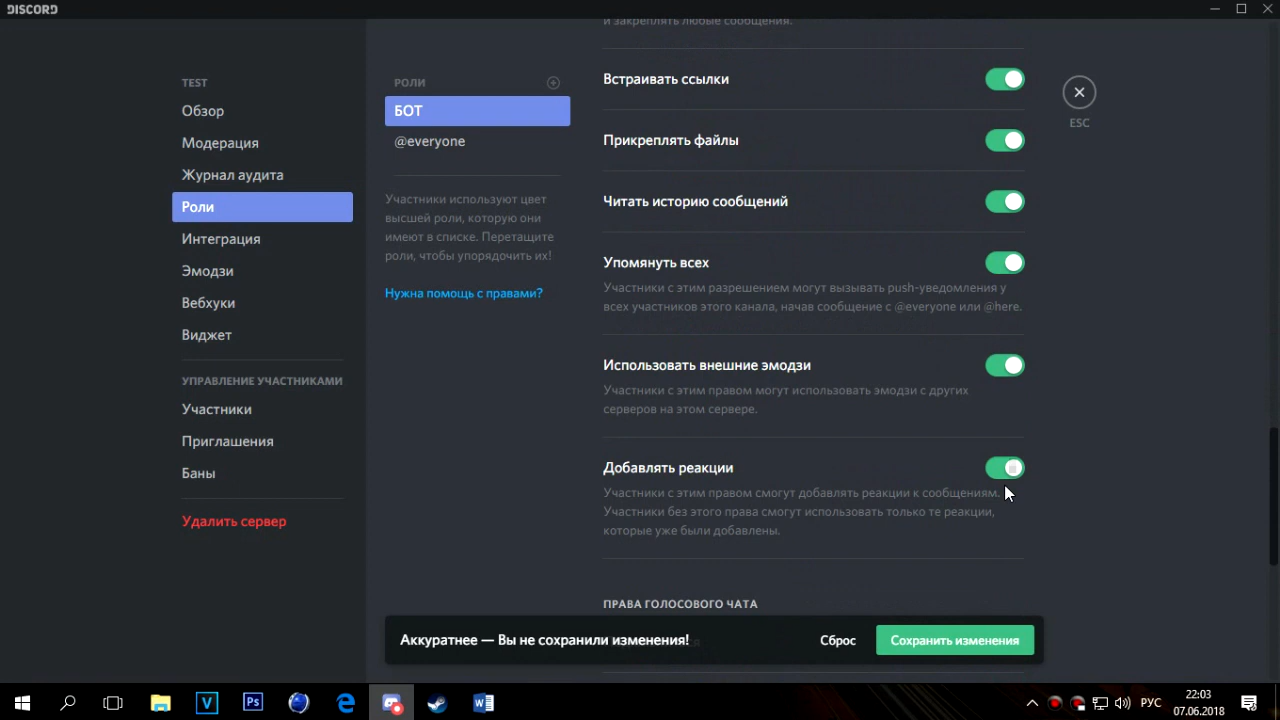 DISCORD
TEST
Обзор
Модерация
Журнал аудита
Роли
Интеграция
Эмодзи
Вебхуки
Виджет
УПРАВЛЕНИЕ УЧАСТНИКАМИ
Участники
Приглашения
Баны
Удалить сервер
РОЛИ
БОТ
@everyone
Участники используют цвет
высшей роли, которую они
имеют в списке. Перетащите
роли, чтобы упорядочить их!
Нужна помощь с правами?
и закреплять любые сообщения.
Встраивать ссылки
Прикреплять файлы
Читать историю сообщений
Упомянуть всех
Участники с этим разрешением могут вызывать push-уведомления у
всех участников этого канала, начав сообщение с @everyone или @here.
Использовать внешние эмодзи
Участники с этим правом могут использовать эмодзи с других
серверов на этом сервере.
Добавлять реакции
Участники с этим правом смогут добавлять реакции к сообщениям.
Участники без этого права смогут использовать только те реакции,
которые уже были добавлены.
ПРАВА ГОЛОСОВОГО ЧАТА
ESC
Аккуратнее — Вы не сохранили изменения!
Сброс
Сохранить изменения
V
Ps
РУС
22:03
07.06.2018